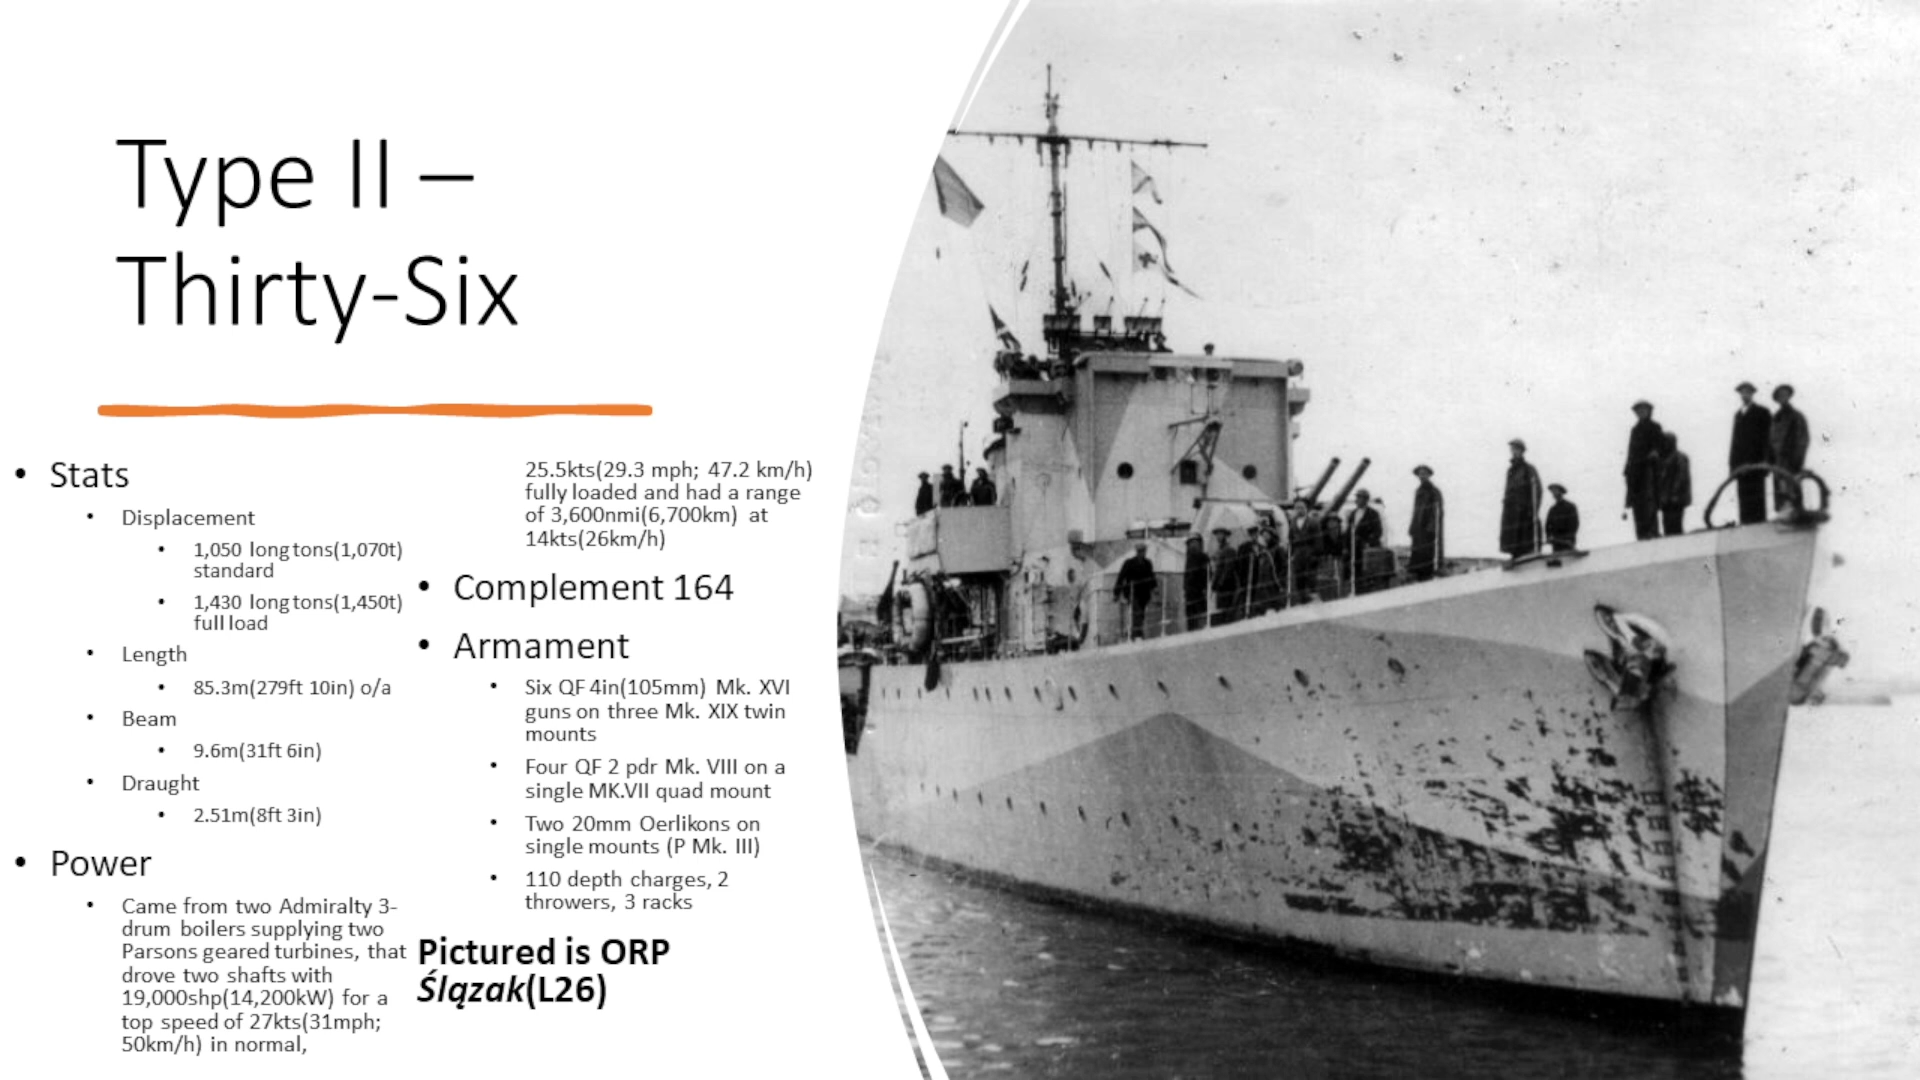 Type II –
Thirty-Six
• Stats
• Displacement
• 1,050 long tons(1,070t)
standard
• 1,430 long tons(1,450t)
full load
• Length
• 85.3m(279ft 10in) o/a
• Beam
• 9.6m(31ft 6in)
• Draught
• 2.51m(8ft 3in)
• Power
• Came from two Admiralty 3-
drum boilers supplying two
Parsons geared turbines, that
drove two shafts with
19,000shp(14,200kW) for a
top speed of 27kts(31mph;
50km/h) in normal,
25.5kts(29.3 mph; 47.2 km/h)
fully loaded and had a range
of 3,600nmi(6,700km) at
14kts(26km/h)
• Complement 164
• Armament
• Six QF 4in(105mm) Mk. XVI
guns on three Mk. XIX twin
mounts
• Four QF 2 pdr Mk. VIII on a
single MK.VII quad mount
• Two 20mm Oerlikons on
single mounts (P Mk. III)
• 110 depth charges, 2
throwers, 3 racks
Pictured is ORP
Ślązak(L26)